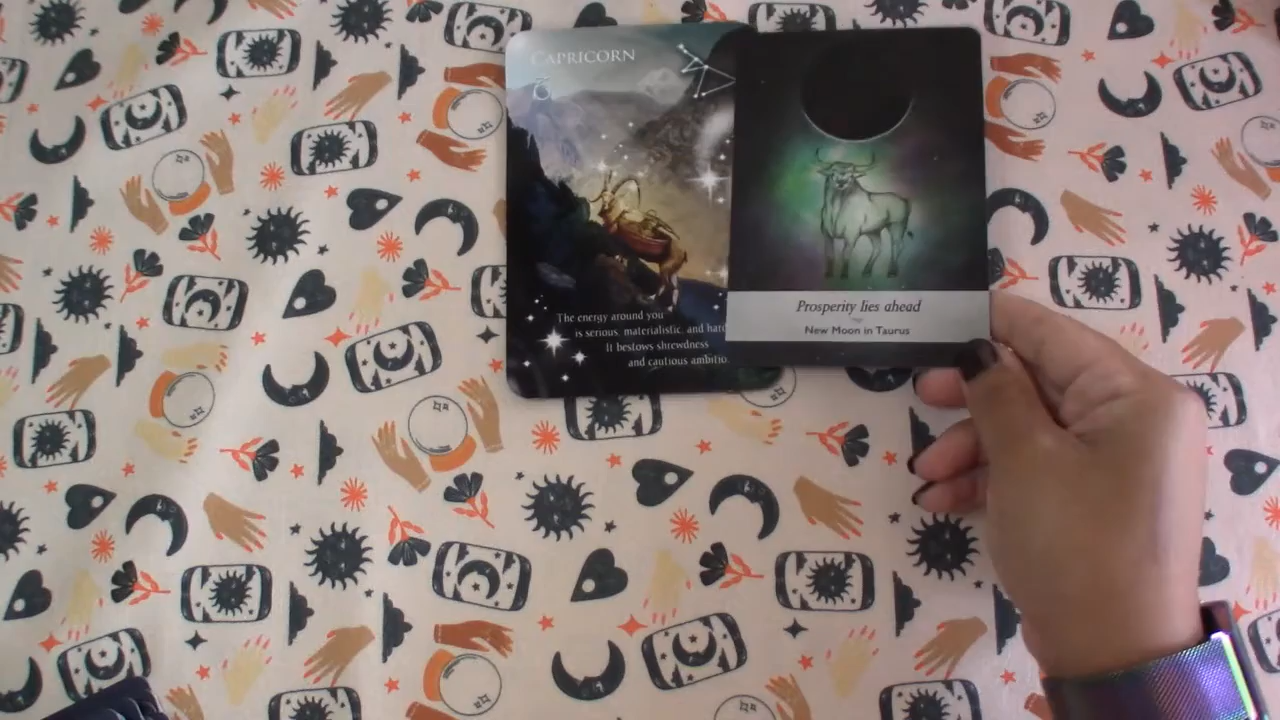 CAPRICORN
The energy around you
is serious, materialistic, and hard
It bestows shrewdness
and cautious ambitio
Prosperity lies ahead
New Moon in Taurus